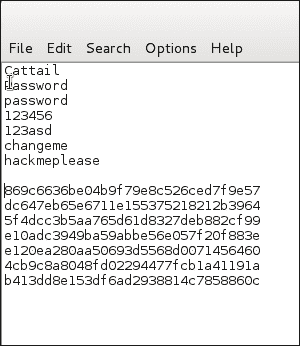 File Edit Search Options Help
Cattail
Password
password
123456
123asd
changeme
hackmeplease
869c6636be04b9f79e8c526ced7f9e57
dc647eb65e6711e155375218212b3964
5f4dcc3b5aa765d61d8327deb882cf99
e10adc3949ba59abbe56e057f20f883e
e120ea280aa50693d5568d0071456460
4cb9c8a8048fd02294477fcb1a41191a
b413dd8e153df6ad2938814c7858860c